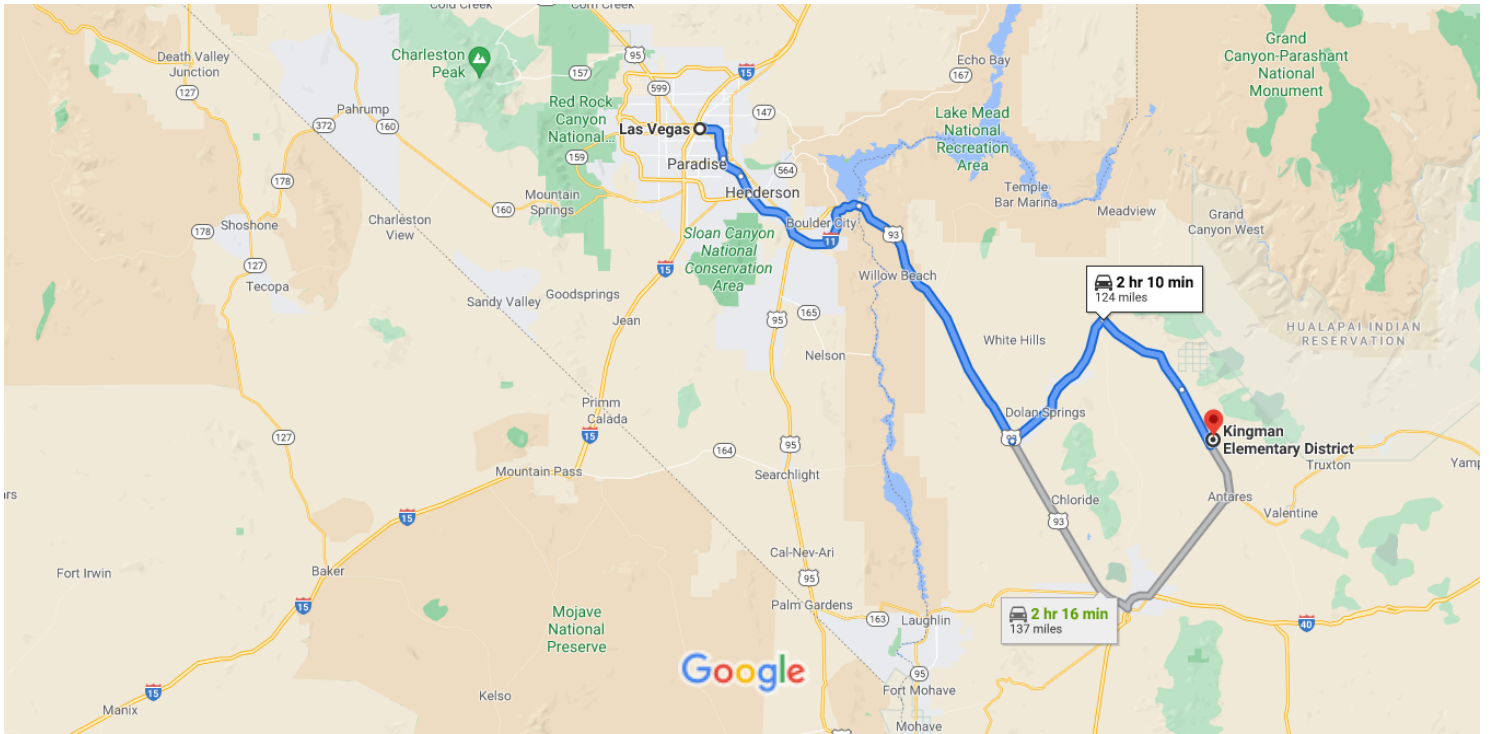 Cold Creek
Corn Creek
Death Valley
Junction
127
Charleston
Peak
95
157
15
599
Echo Bay
167
Grand
Canyon-Parashant
National
Monument
Pahrump
372
160
Red Rock
Canyon
National...
147
Las Vegas
Lake Mead
National
Recreation
Area
159
Paradise
564
178
Mountain
Springs
160
Henderson
Temple
Bar Marina
Meadview
Grand
Canyon West
Shoshone
178
Charleston
View
Boulder City
11
93
Sloan Canyon
National
Conservation
Area
127
Tecopa
15
Willow Beach
2 hr 10 min
124 miles
Sandy Valley
Goodsprings
Jean
95
165
HUALAPAI INDIAN
RESERVATION
White Hills
Nelson
Primm
Calada
Dolan Springs
127
15
95
93
Kingman
Elementary District
Truxton
164
Mountain Pass
Searchlight
Yamp
ars
Chloride
Antares
Valentine
15
93
Cal-Nev-Ari
Fort Irwin
Baker
95
15
Mojave
National
Preserve
Palm Gardens
163
Laughlin
2 hr 16 min
137 miles
40
Google
95
15
Kelso
Fort Mohave
Manix
Mohave